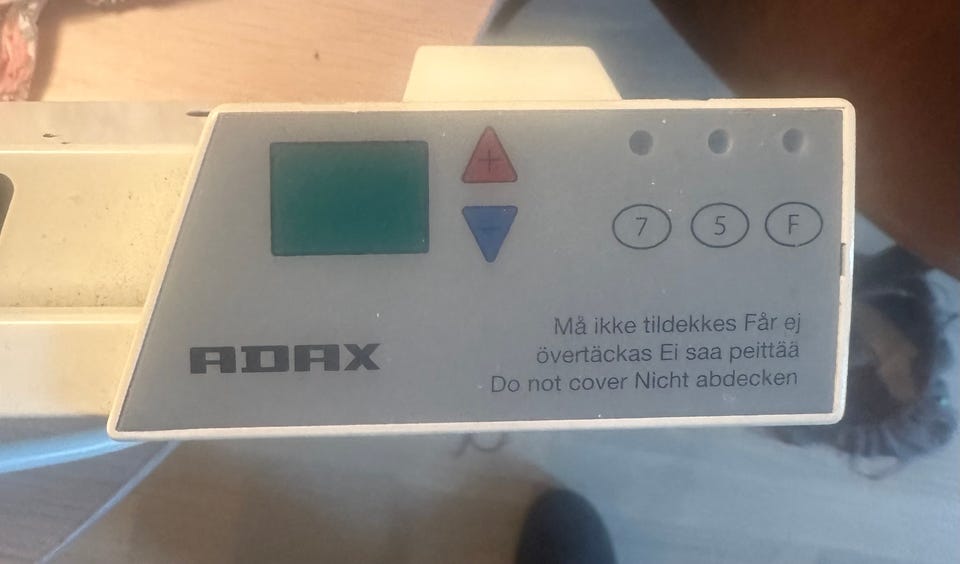 +
-
7 5 F
ADAX
Må ikke tildekkes Får ej
övertäckas Ei saa peittää
Do not cover Nicht abdecken